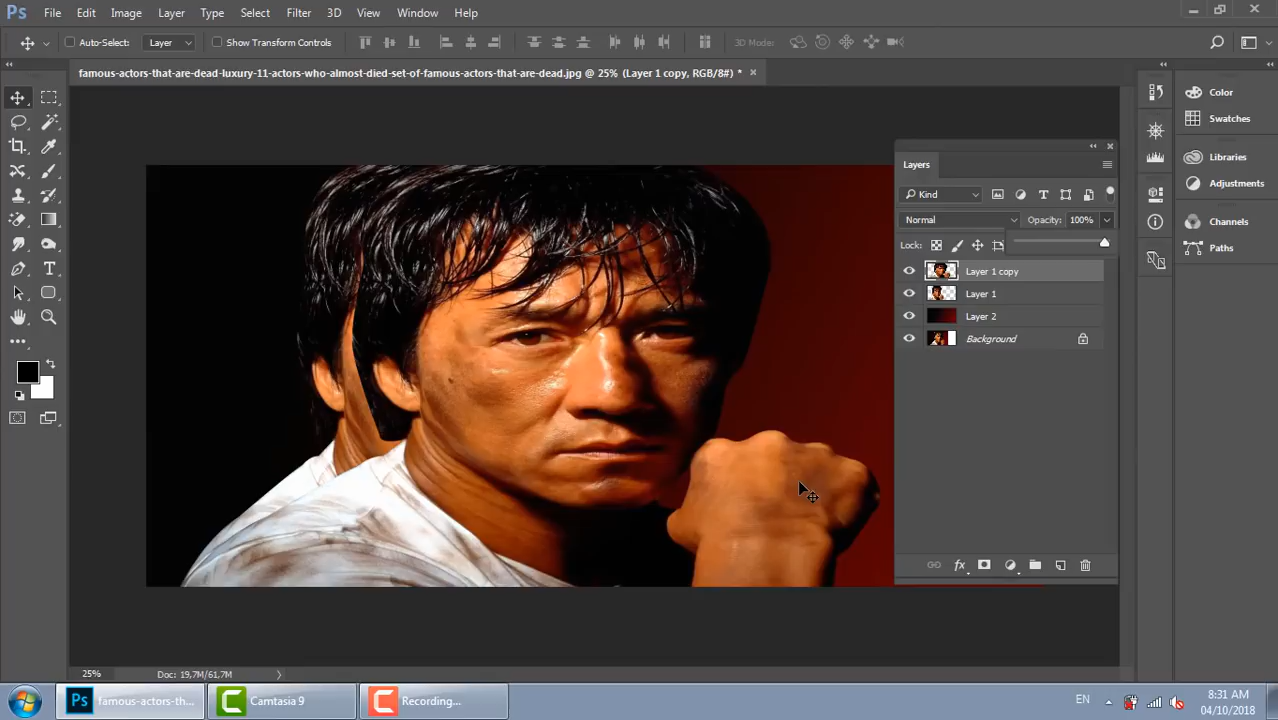 Ps File Edit Image Layer Type Select Filter 3D View Window Help
Auto-Select: Layer Show Transform Controls 3D Mode:
famous-actors-that-are-dead-luxury-11-actors-who-almost-died-set-of-famous-actors-that-are-dead.jpg @ 25% (Layer 1 copy, RGB/8#) *
Color
Swatches
Libraries
Adjustments
Channels
Paths
Layers
Kind
Normal Opacity: 100%
Lock:
Layer 1 copy
Layer 1
Layer 2
Background
fx
25% Doc: 19,7M/61,7M
Ps famous-actors-th... Camtasia 9 Recording... EN 8:31 AM
04/10/2018